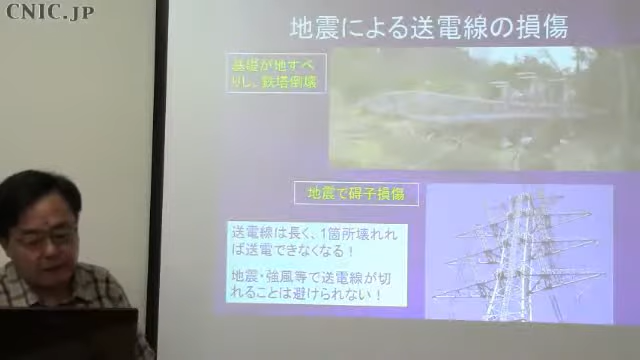 CNIC.JP
地震による送電線の損傷
基礎が地すべ
りし、鉄塔倒壊
地震で碍子損傷
送電線は長く、1箇所壊れれ
ば送電できなくなる！
地震・強風等で送電線が切
れることは避けられない！